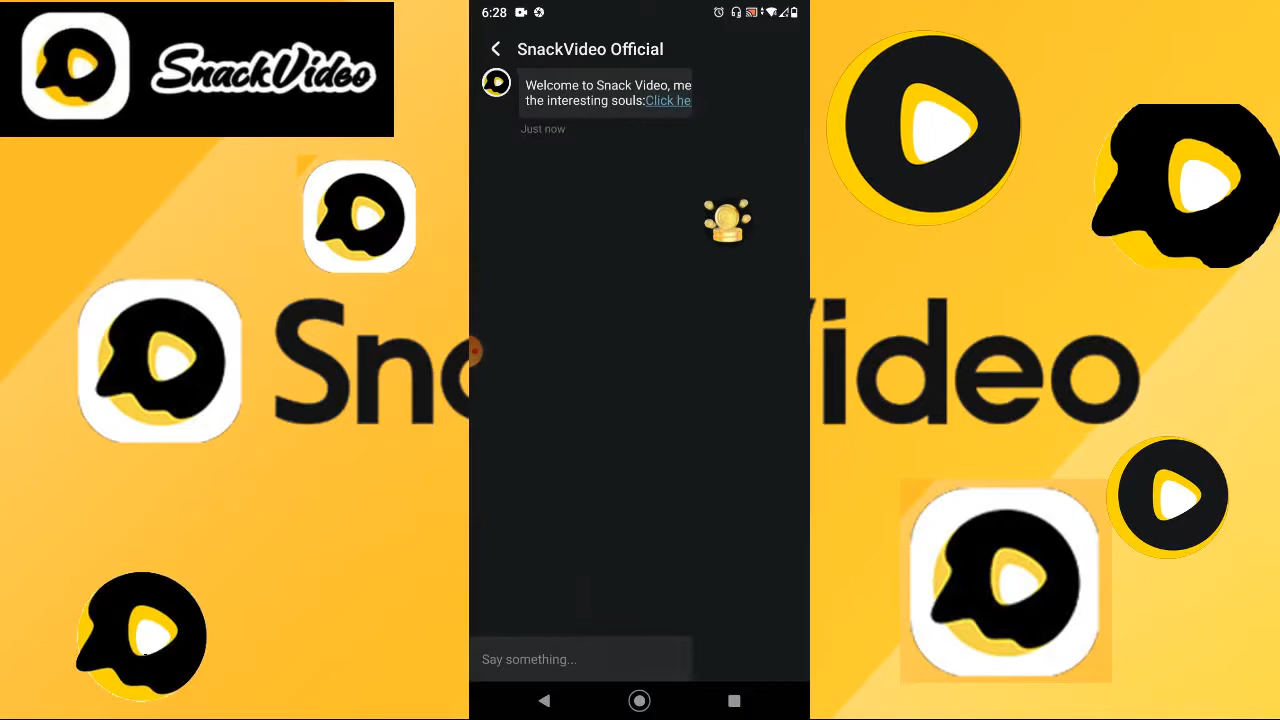 SnackVideo
6:28
SnackVideo Official
Welcome to Snack Video, me
the interesting souls:Click he
Just now
Sna
Video
Say something...